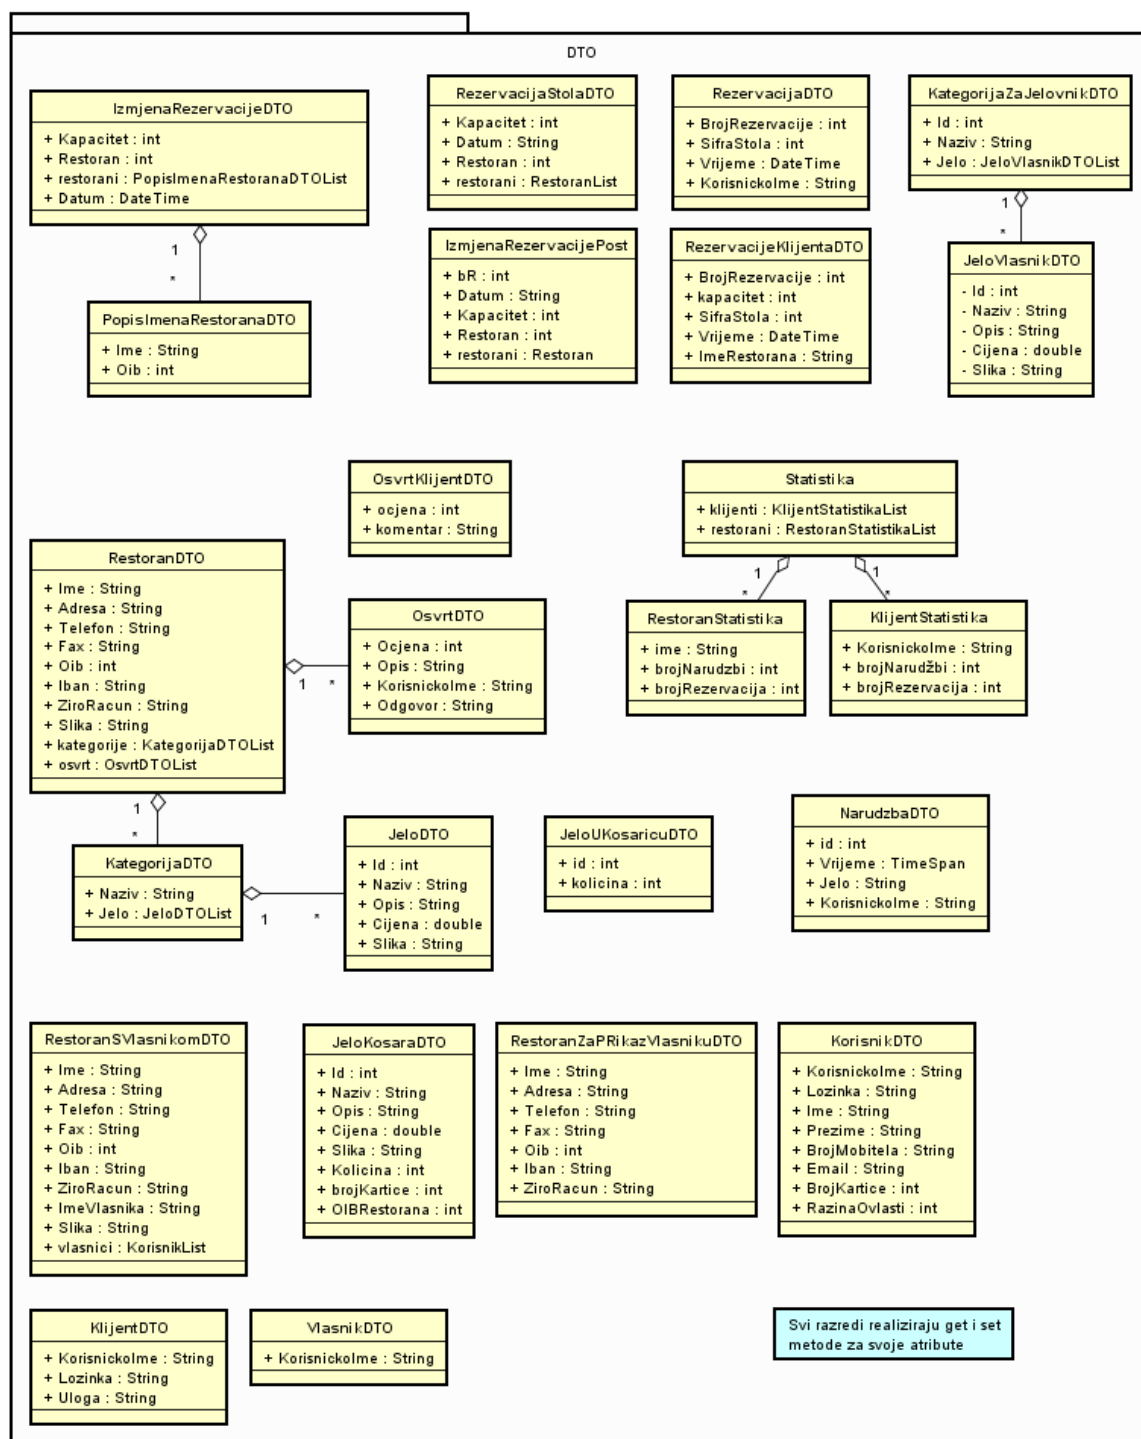 DTO
IzmjenaRezervacijeDTO
+ Kapacitet : int
+ Restoran : int
+ restorani : PopisImenaRestoranaDTOList
+ Datum : DateTime
1
*
PopisImenaRestoranaDTO
+ Ime : String
+ Oib : int
RezervacijaStolaDTO
+ Kapacitet : int
+ Datum : String
+ Restoran : int
+ restorani : RestoranList
RezervacijaDTO
+ BrojRezervacije : int
+ SifraStola : int
+ Vrijeme : DateTime
+ KorisnickoIme : String
KategorijaZaJelovnikDTO
+ Id : int
+ Naziv : String
+ Jelo : JeloVlasnikDTOList
1
*
JeloVlasnikDTO
- Id : int
- Naziv : String
- Opis : String
- Cijena : double
- Slika : String
IzmjenaRezervacijePost
+ bR : int
+ Datum : String
+ Kapacitet : int
+ Restoran : int
+ restorani : Restoran
RezervacijeKlijentaDTO
+ BrojRezervacije : int
+ kapacitet : int
+ SifraStola : int
+ Vrijeme : DateTime
+ ImeRestorana : String
OsvrtKlijentDTO
+ ocjena : int
+ komentar : String
Statistika
+ klijenti : KlijentStatistikaList
+ restorani : RestoranStatistikaList
1
*
1
*
RestoranStatistika
+ ime : String
+ brojNarudzbi : int
+ brojRezervacija : int
KlijentStatistika
+ KorisnickoIme : String
+ brojNarudžbi : int
+ brojRezervacija : int
RestoranDTO
+ Ime : String
+ Adresa : String
+ Telefon : String
+ Fax : String
+ Oib : int
+ Iban : String
+ ZiroRacun : String
+ Slika : String
+ kategorije : KategorijaDTOList
+ osvrt : OsvrtDTOList
1
*
OsvrtDTO
+ Ocjena : int
+ Opis : String
+ KorisnickoIme : String
+ Odgovor : String
1
*
KategorijaDTO
+ Naziv : String
+ Jelo : JeloDTOList
1
*
JeloDTO
+ Id : int
+ Naziv : String
+ Opis : String
+ Cijena : double
+ Slika : String
JeloUKosaricuDTO
+ id : int
+ kolicina : int
NarudzbaDTO
+ id : int
+ Vrijeme : TimeSpan
+ Jelo : String
+ KorisnickoIme : String
RestoranSVlasnikomDTO
+ Ime : String
+ Adresa : String
+ Telefon : String
+ Fax : String
+ Oib : int
+ Iban : String
+ ZiroRacun : String
+ ImeVlasnika : String
+ Slika : String
+ vlasnici : KorisnikList
JeloKosaraDTO
+ Id : int
+ Naziv : String
+ Opis : String
+ Cijena : double
+ Slika : String
+ Kolicina : int
+ brojKartice : int
+ OIBRestorana : int
RestoranZaPRikazVlasnikuDTO
+ Ime : String
+ Adresa : String
+ Telefon : String
+ Fax : String
+ Oib : int
+ Iban : String
+ ZiroRacun : String
KorisnikDTO
+ KorisnickoIme : String
+ Lozinka : String
+ Ime : String
+ Prezime : String
+ BrojMobitela : String
+ Email : String
+ BrojKartice : int
+ RazinaOvlasti : int
KlijentDTO
+ KorisnickoIme : String
+ Lozinka : String
+ Uloga : String
VlasnikDTO
+ KorisnickoIme : String
Svi razredi realiziraju get i set
metode za svoje atribute